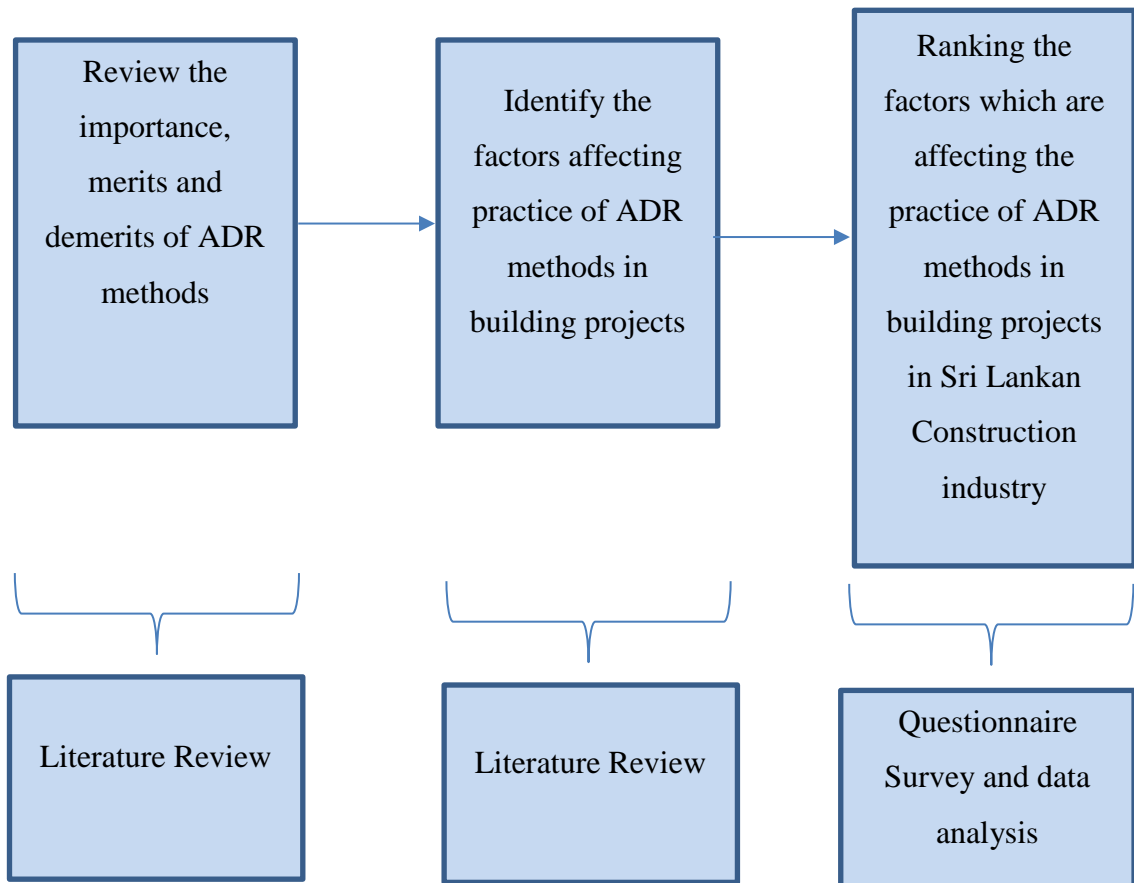 Review the
importance,
merits and
demerits of ADR
methods
Identify the
factors affecting
practice of ADR
methods in
building projects
Ranking the
factors which are
affecting the
practice of ADR
methods in
building projects
in Sri Lankan
Construction
industry
Literature Review
Literature Review
Questionnaire
Survey and data
analysis